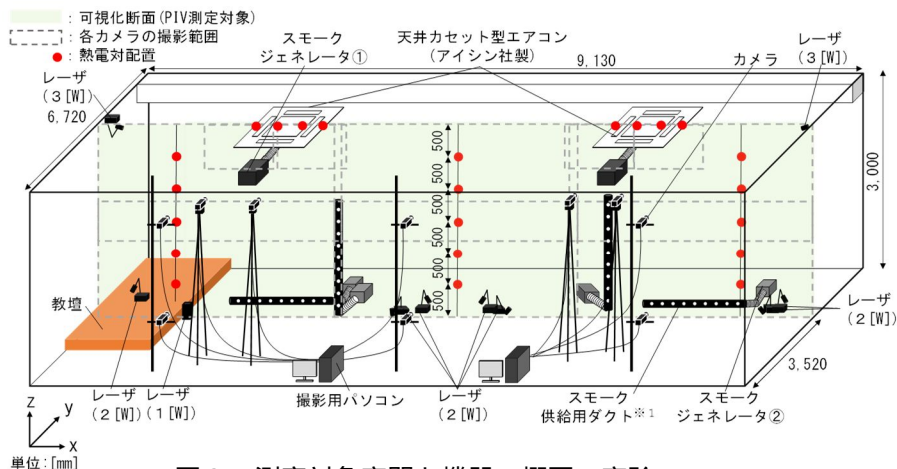 ：可視化断面(PIV測定対象)
：各カメラの撮影範囲
：熱電対配置
スモーク
ジェネレータ①
天井カセット型エアコン
(アイシン社製)
カメラ
レーザ
(3[W])
レーザ
(3[W])
9,130
6,720
3,000
500
500
500
500
500
500
教壇
レーザ
(2[W])
3,520
レーザ
(2[W])
レーザ
(1[W])
撮影用パソコン
レーザ
(2[W])
スモーク
供給用ダクト※1
スモーク
ジェネレータ②
z
y
x
単位:[mm]